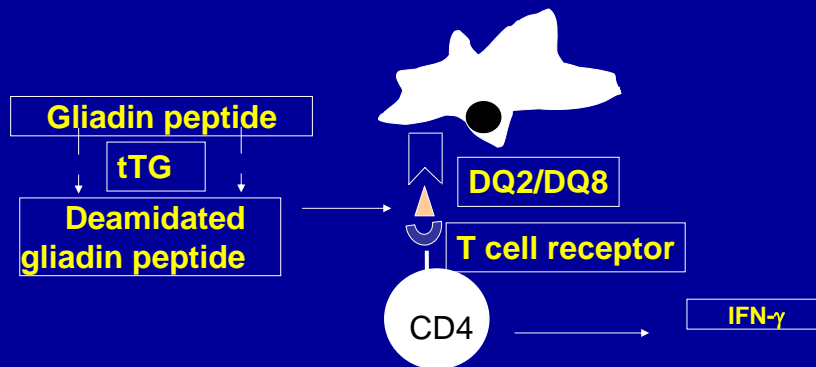 Gliadin peptide
tTG
Deamidated
gliadin peptide
DQ2/DQ8
T cell receptor
CD4
IFN-γ